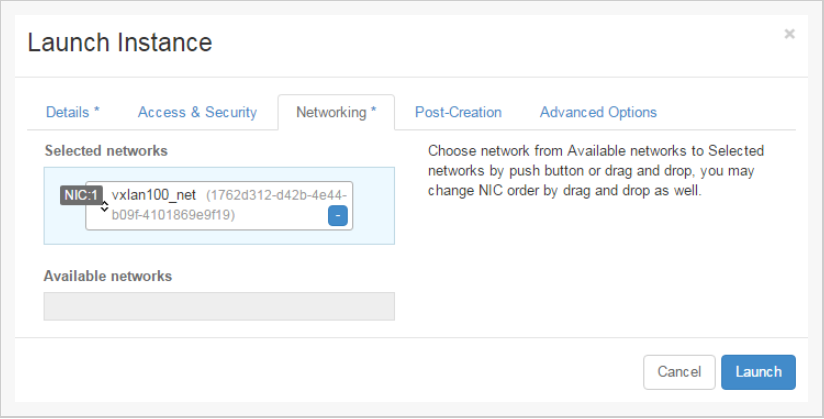 Launch Instance
×
Details * Access & Security Networking * Post-Creation Advanced Options
Selected networks
NIC:1 vxlan100_net (1762d312-d42b-4e44-
b09f-4101869e9f19)
-
Choose network from Available networks to Selected
networks by push button or drag and drop, you may
change NIC order by drag and drop as well.
Available networks
Cancel Launch